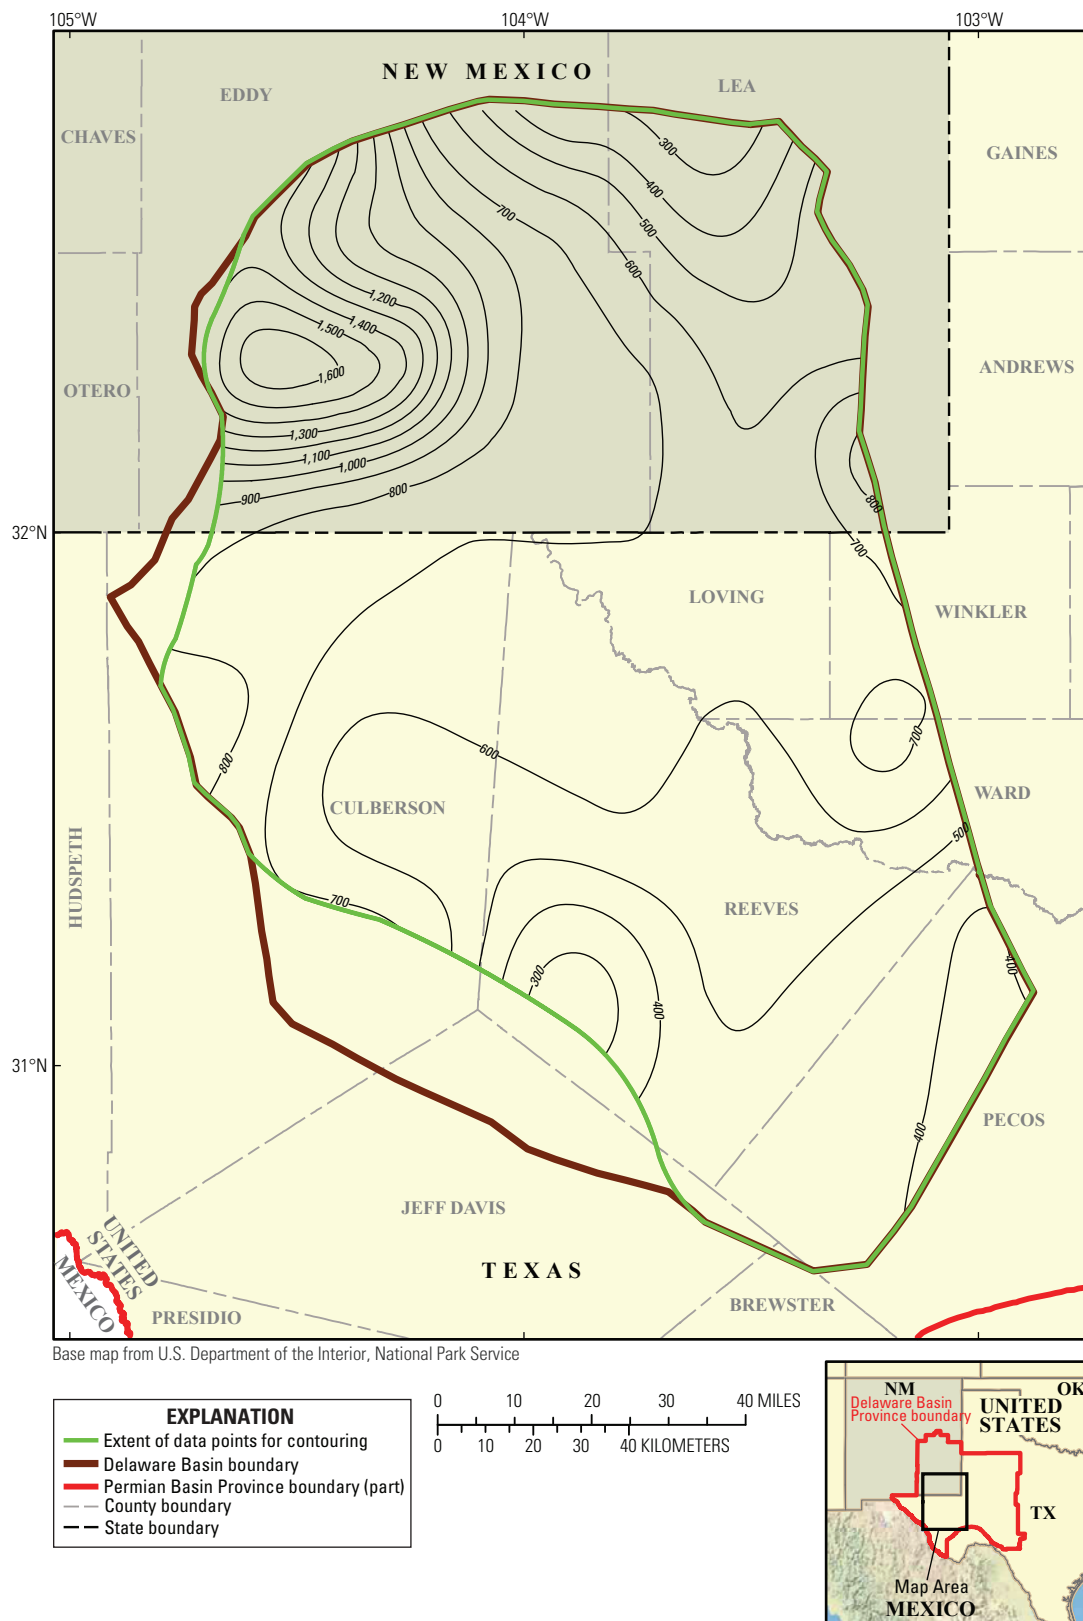 105°W
104°W
103°W
NEW MEXICO
EDDY
LEA
CHAVES
GAINES
300
400
700
500
600
1,200
1,400
1,500
1,600
OTERO
ANDREWS
1,300
1,100
1,000
900
800
800
32°N
700
LOVING
WINKLER
600
700
800
CULBERSON
WARD
500
HUDSPETH
700
REEVES
300
400
400
31°N
400
PECOS
JEFF DAVIS
UNITED
STATES
MEXICO
TEXAS
PRESIDIO
BREWSTER
Base map from U.S. Department of the Interior, National Park Service
EXPLANATION
Extent of data points for contouring
Delaware Basin boundary
Permian Basin Province boundary (part)
County boundary
State boundary
0 10 20 30 40 MILES
0 10 20 30 40 KILOMETERS
NM
OK
Delaware Basin
Province boundary
UNITED
STATES
TX
Map Area
MEXICO